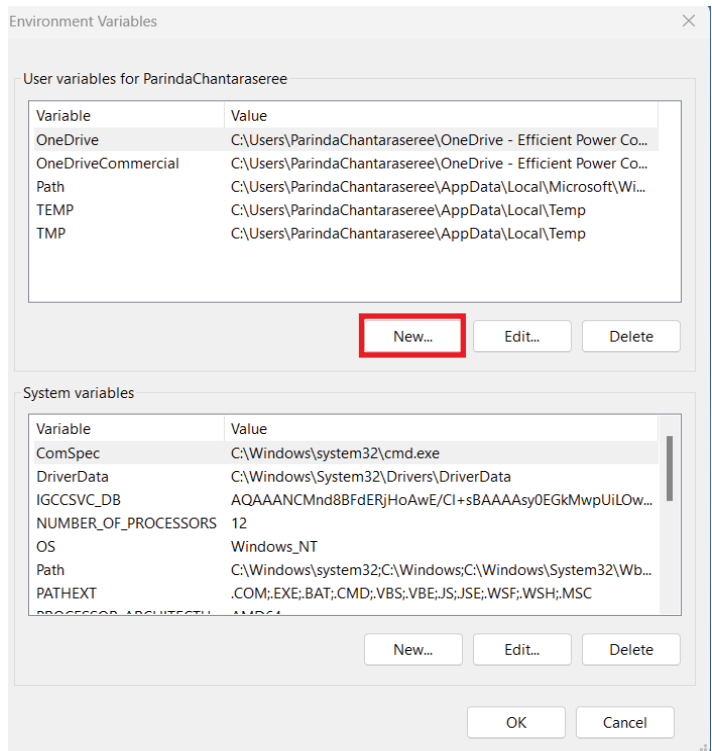 Environment Variables
User variables for ParindaChantaraseree
Variable Value
OneDrive C:\Users\ParindaChantaraseree\OneDrive - Efficient Power Co...
OneDriveCommercial C:\Users\ParindaChantaraseree\OneDrive - Efficient Power Co...
Path C:\Users\ParindaChantaraseree\AppData\Local\Microsoft\Wi...
TEMP C:\Users\ParindaChantaraseree\AppData\Local\Temp
TMP C:\Users\ParindaChantaraseree\AppData\Local\Temp
New... Edit... Delete
System variables
Variable Value
ComSpec C:\Windows\system32\cmd.exe
DriverData C:\Windows\System32\Drivers\DriverData
IGCCSVC_DB AQAAANCMnd8BFdERjHoAwE/Cl+sBAAAAsy0EGkMwpUiLOw...
NUMBER_OF_PROCESSORS 12
OS Windows_NT
Path C:\Windows\system32;C:\Windows;C:\Windows\System32\Wb...
PATHEXT .COM;.EXE;.BAT;.CMD;.VBS;.VBE;.JS;.JSE;.WSF;.WSH;.MSC
PROCESSOR_ARCHITECTU... AMD64
New... Edit... Delete
OK Cancel